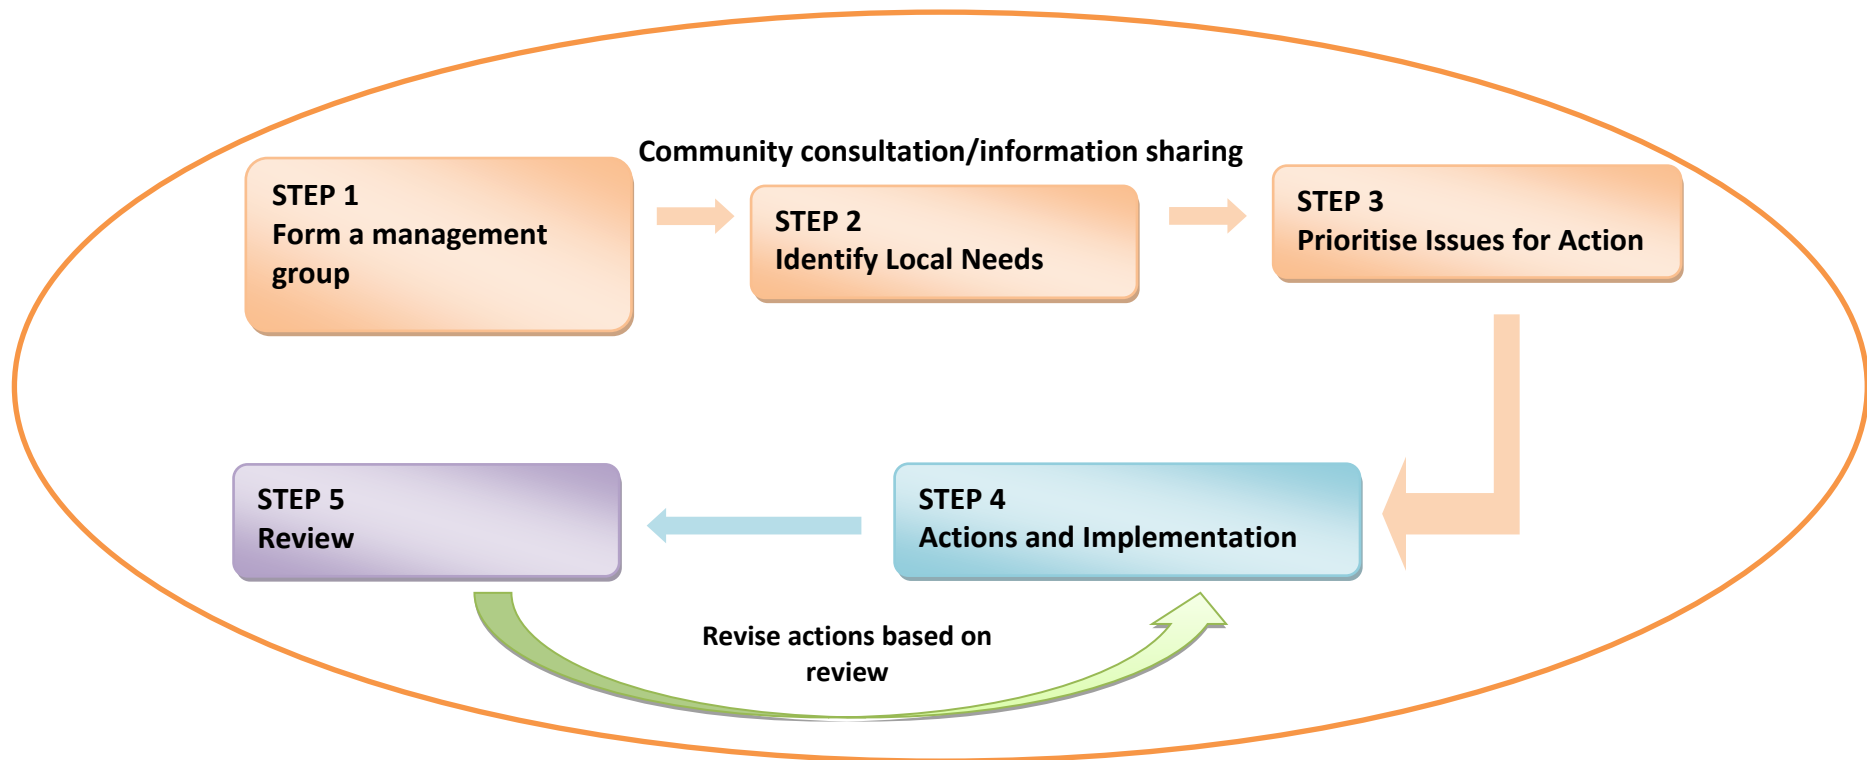 Community consultation/information sharing
STEP 1
Form a management
group
STEP 2
Identify Local Needs
STEP 3
Prioritise Issues for Action
STEP 4
Actions and Implementation
STEP 5
Review
Revise actions based on
review